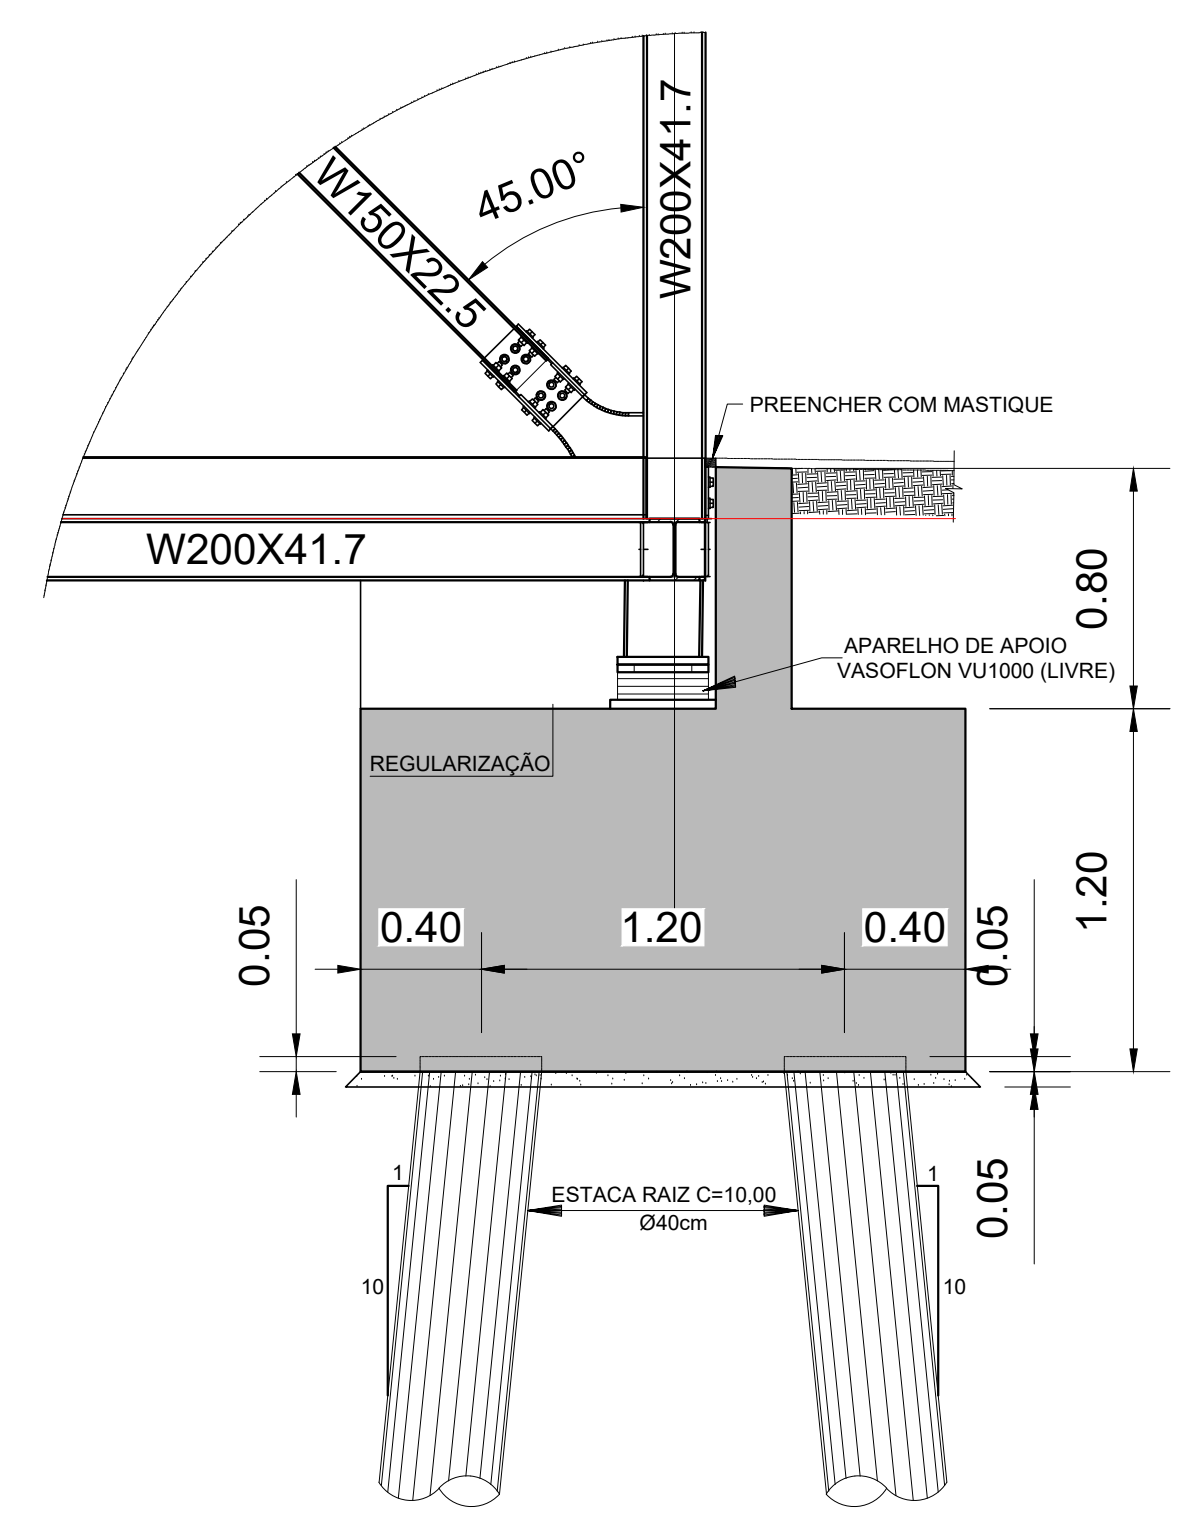 W200X41.7
45.00°
W150X22.5
PREENCHER COM MASTIQUE
W200X41.7
0.80
APARELHO DE APOIO
VASOFLON VU1000 (LIVRE)
REGULARIZAÇÃO
1.20
0.05
0.40
1.20
0.40
0.05
1
1
0.05
ESTACA RAIZ C=10,00
Ø40cm
10
10